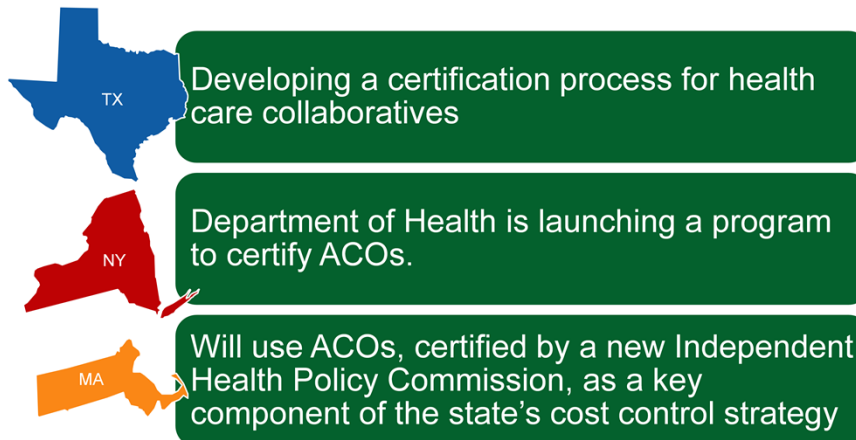 TX
Developing a certification process for health
care collaboratives
NY
Department of Health is launching a program
to certify ACOs.
MA
Will use ACOs, certified by a new Independent
Health Policy Commission, as a key
component of the state’s cost control strategy